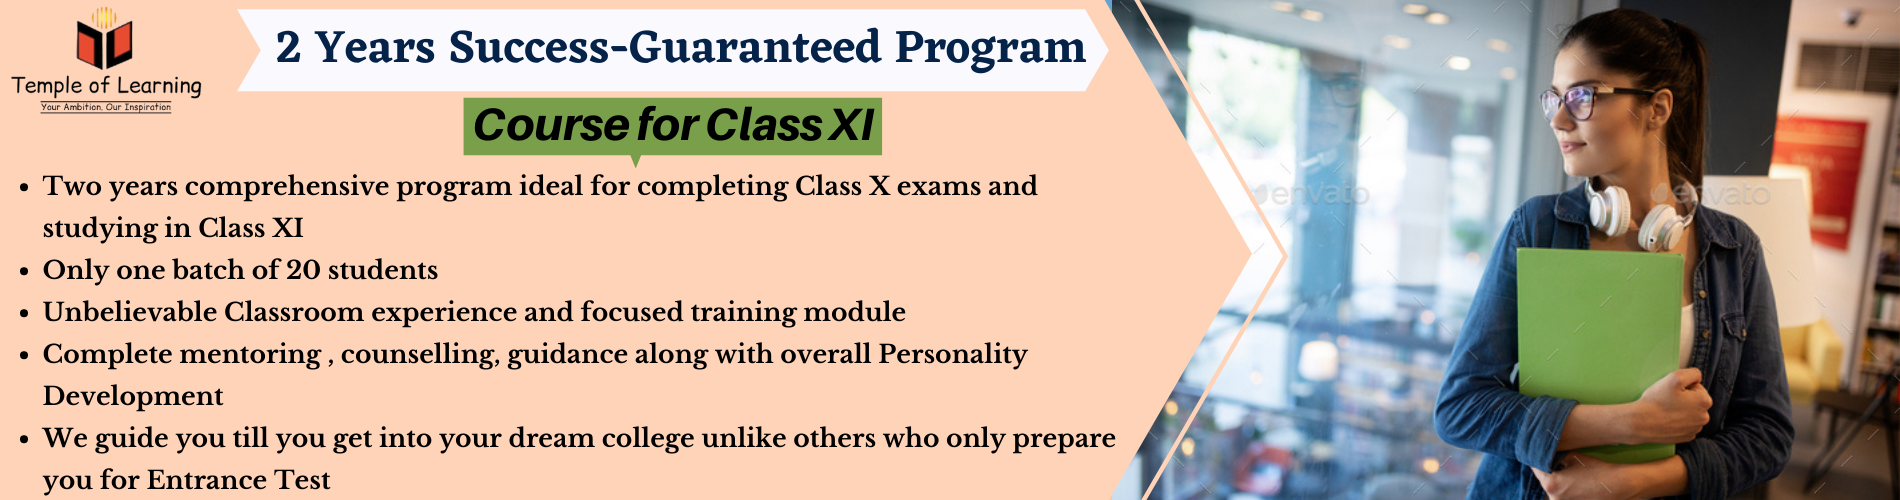 Temple of Learning
Your Ambition, Our Inspiration
2 Years Success-Guaranteed Program
Course for Class XI
• Two years comprehensive program ideal for completing Class X exams and
studying in Class XI
• Only one batch of 20 students
• Unbelievable Classroom experience and focused training module
• Complete mentoring , counselling, guidance along with overall Personality
Development
• We guide you till you get into your dream college unlike others who only prepare
you for Entrance Test
envato
envato